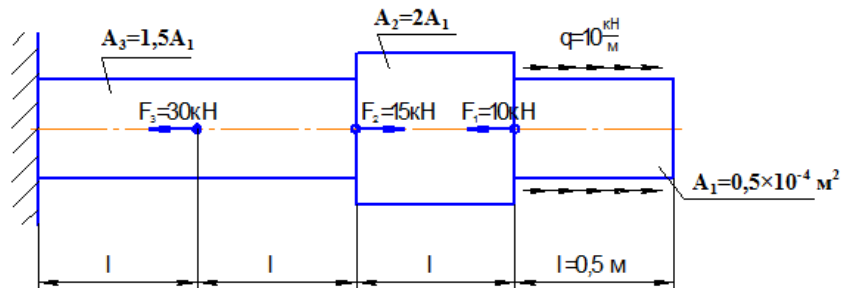 A₃=1,5A₁
A₂=2A₁
q=10 кН/м
F₃=30кН
F₂=15кН
F₁=10кН
A₁=0,5×10⁻⁴ м²
l
l
l
l=0,5 м